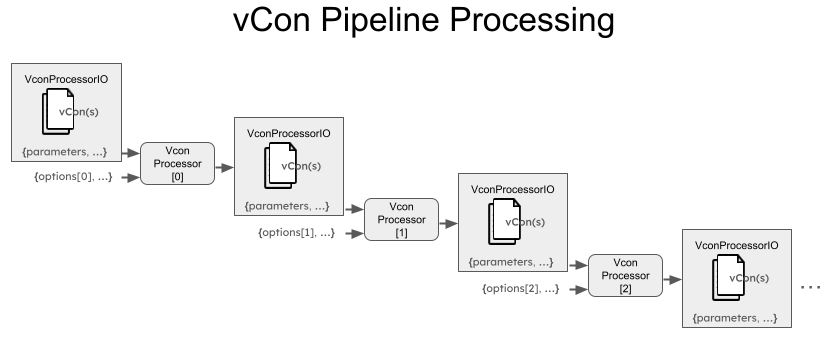 vCon Pipeline Processing
VconProcessorIO
vCon(s)
{parameters, ...}
{options[0], ...}
Vcon
Processor
[0]
VconProcessorIO
vCon(s)
{parameters, ...}
{options[1], ...}
Vcon
Processor
[1]
VconProcessorIO
vCon(s)
{parameters, ...}
{options[2], ...}
Vcon
Processor
[2]
VconProcessorIO
vCon(s)
{parameters, ...}
...